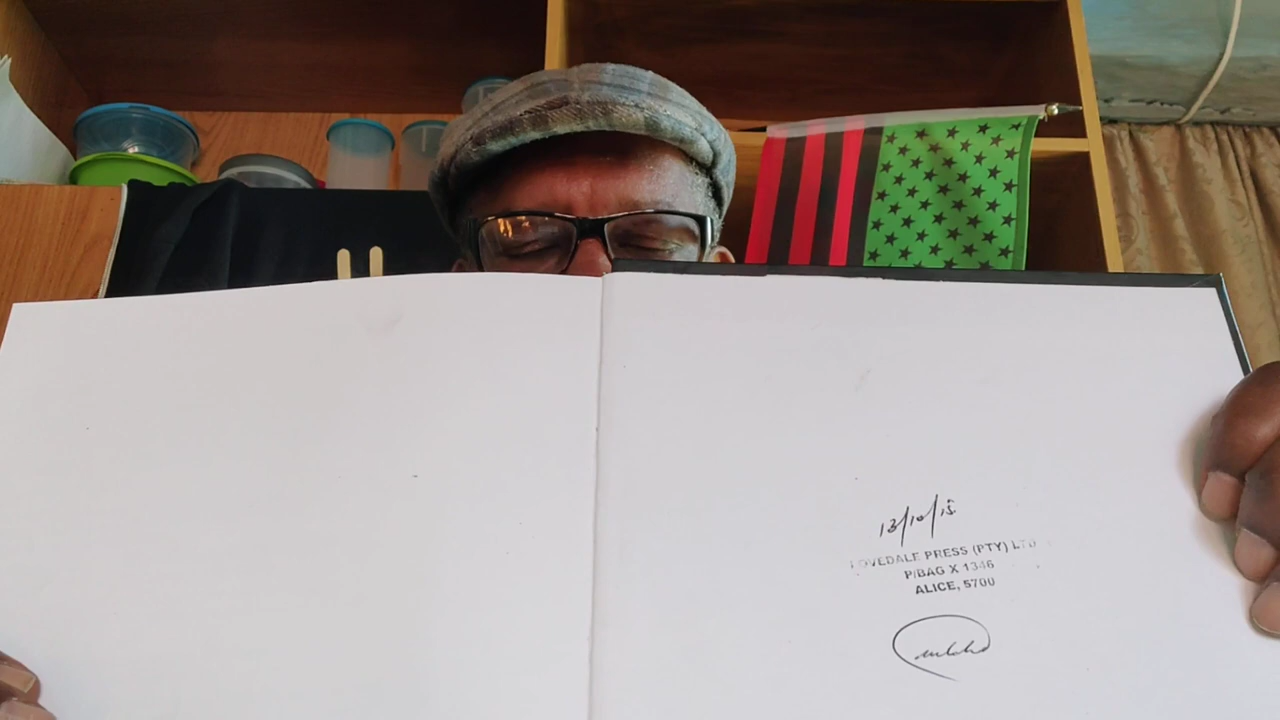 13/10/15
LOVEDALE PRESS (PTY) LTD
P/BAG X 1346
ALICE, 5700